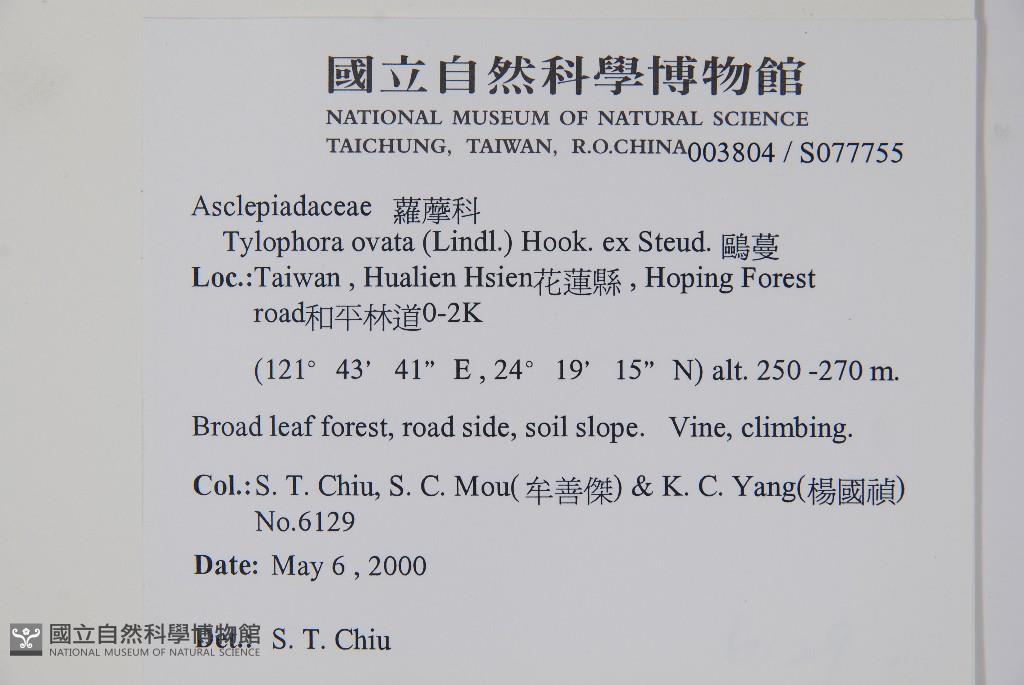 國立自然科學博物館
NATIONAL MUSEUM OF NATURAL SCIENCE
TAICHUNG, TAIWAN, R.O.CHINA003804 / S077755
Asclepiadaceae 蘿藦科
Tylophora ovata (Lindl.) Hook. ex Steud. 鷗蔓
Loc.:Taiwan , Hualien Hsien花蓮縣 , Hoping Forest
road和平林道0-2K
(121° 43’ 41” E , 24° 19’ 15” N) alt. 250 -270 m.
Broad leaf forest, road side, soil slope. Vine, climbing.
Col.:S. T. Chiu, S. C. Mou(牟善傑) & K. C. Yang(楊國禎)
No.6129
Date: May 6 , 2000
Det.: S. T. Chiu
國立自然科學博物館
NATIONAL MUSEUM OF NATURAL SCIENCE